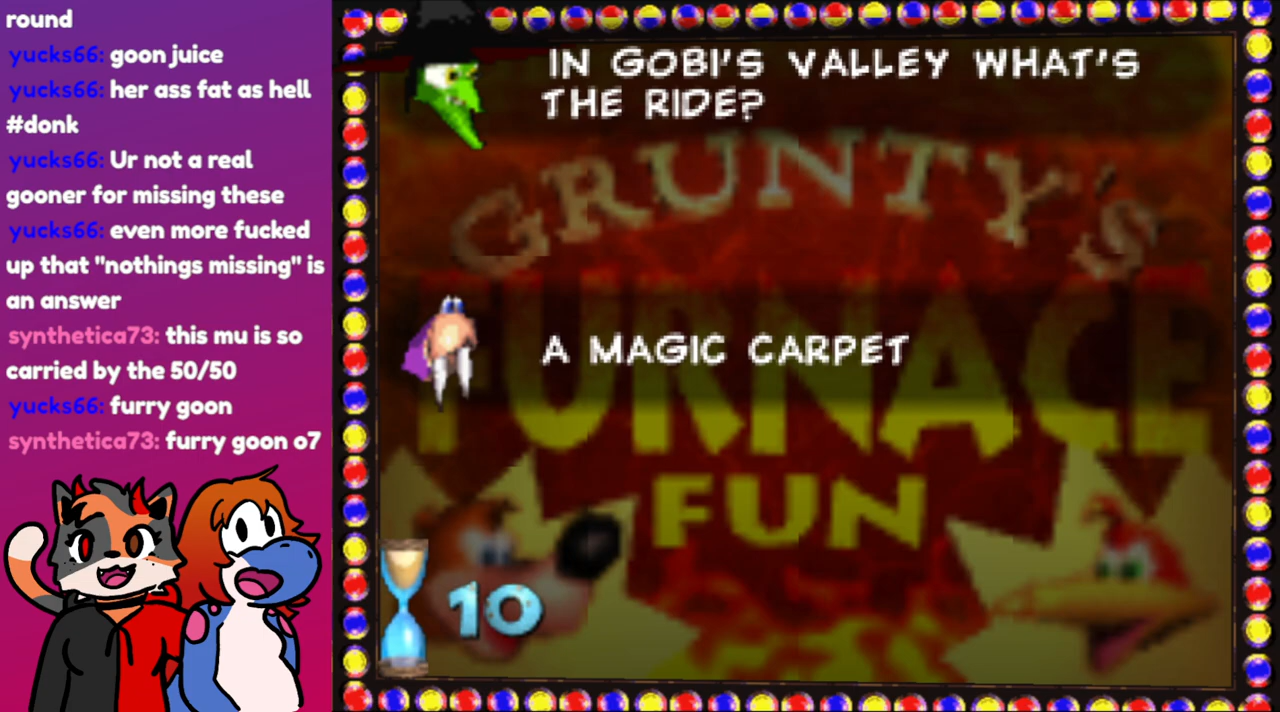 round
yucks66: goon juice
yucks66: her ass fat as hell
#donk
yucks66: Ur not a real
gooner for missing these
yucks66: even more fucked
up that "nothings missing" is
an answer
synthetica73: this mu is so
carried by the 50/50
yucks66: furry goon
synthetica73: furry goon o7
IN GOBI'S VALLEY WHAT'S
THE RIDE?
GRUNTY'S
FURNACE
FUN
A MAGIC CARPET
10